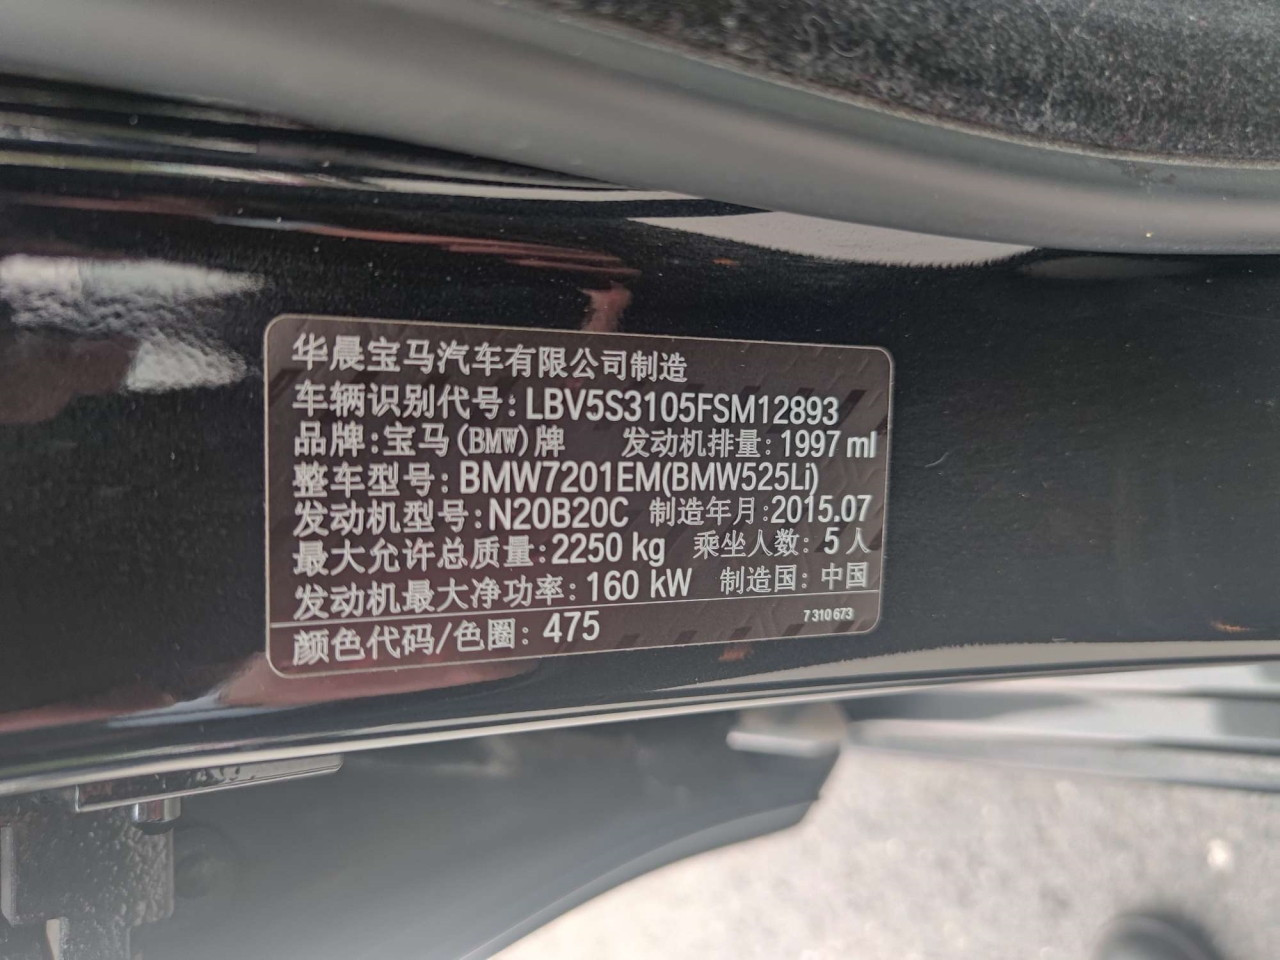 华晨宝马汽车有限公司制造
车辆识别代号:LBV5S3105FSM12893
品牌:宝马(BMW)牌 发动机排量:1997 ml
整车型号:BMW7201EM(BMW525Li)
发动机型号:N20B20C 制造年月:2015.07
最大允许总质量:2250 kg 乘坐人数:5人
发动机最大净功率:160 kW 制造国:中国
颜色代码/色圈:475 7 310 673